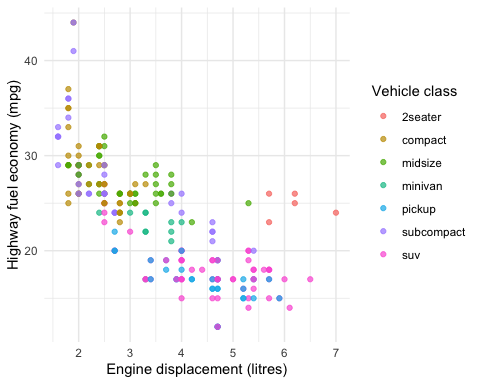 Highway fuel economy (mpg)
40
30
20
2 3 4 5 6 7
Engine displacement (litres)
Vehicle class
2seater
compact
midsize
minivan
pickup
subcompact
suv